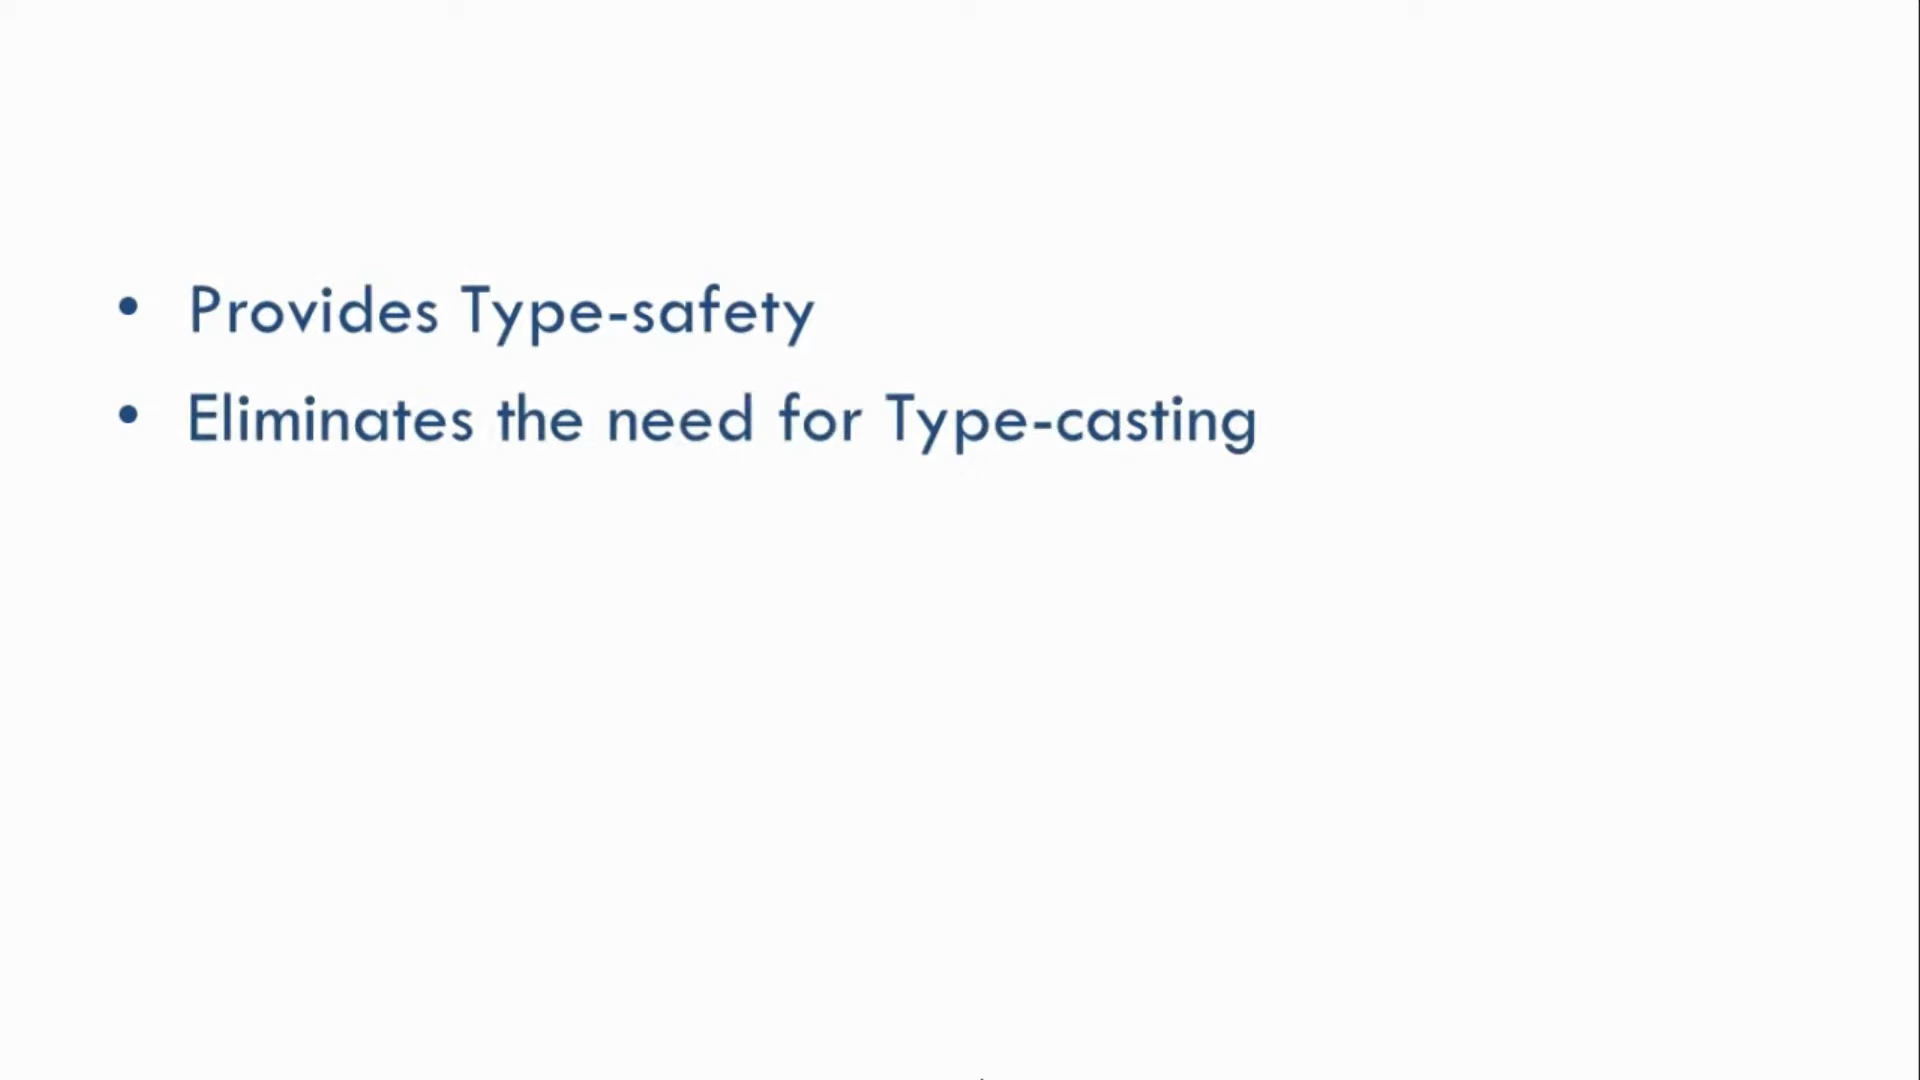 • Provides Type-safety
• Eliminates the need for Type-casting